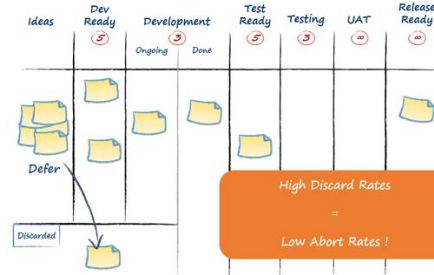 Ideas
Dev
Ready
Development
Test
Ready
Testing
UAT
Release
Ready
5
3
5
3
∞
∞
Ongoing
Done
Defer
Discarded
High Discard Rates
=
Low Abort Rates !